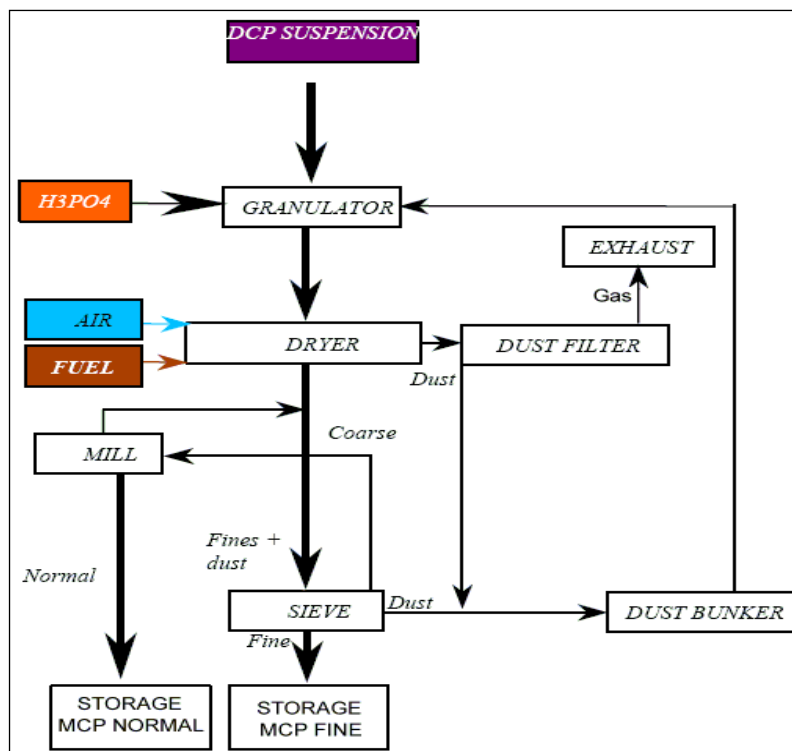 DCP SUSPENSION
H3PO4
GRANULATOR
EXHAUST
Gas
AIR
DRYER
DUST FILTER
FUEL
Dust
Coarse
MILL
Fines +
dust
Normal
SIEVE
Dust
DUST BUNKER
Fine
STORAGE
MCP NORMAL
STORAGE
MCP FINE